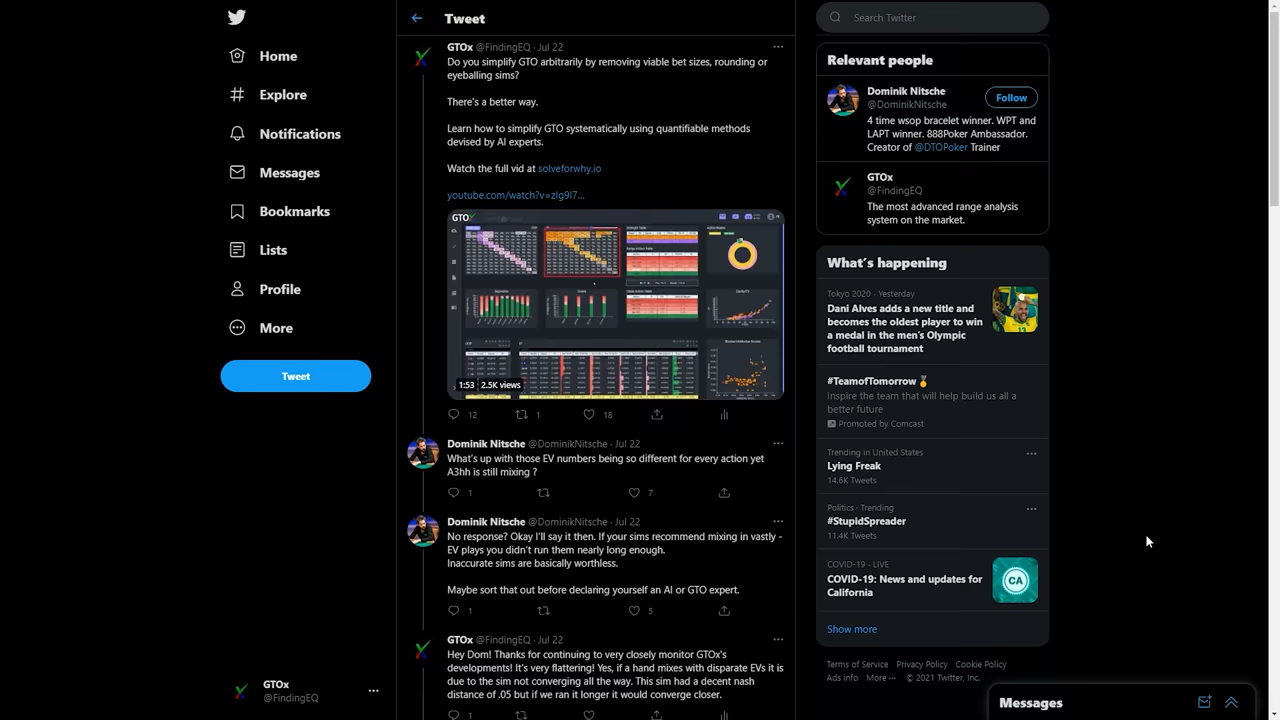 Home
Explore
Notifications
Messages
Bookmarks
Lists
Profile
More
Tweet
GTOx
@FindingEQ
Tweet
GTOx @FindingEQ · Jul 22
Do you simplify GTO arbitrarily by removing viable bet sizes, rounding or
eyeballing sims?
There's a better way.
Learn how to simplify GTO systematically using quantifiable methods
devised by AI experts.
Watch the full vid at solveforwhy.io
youtube.com/watch?v=zIg9I7...
GTO
1:53 2.5K views
12 1 18
Dominik Nitsche @DominikNitsche · Jul 22
What's up with those EV numbers being so different for every action yet
A3hh is still mixing ?
1 7
Dominik Nitsche @DominikNitsche · Jul 22
No response? Okay I'll say it then. If your sims recommend mixing in vastly -
EV plays you didn't run them nearly long enough.
Inaccurate sims are basically worthless.
Maybe sort that out before declaring yourself an AI or GTO expert.
1 5
GTOx @FindingEQ · Jul 22
Hey Dom! Thanks for continuing to very closely monitor GTOx's
developments! It's very flattering! Yes, if a hand mixes with disparate EVs it is
due to the sim not converging all the way. This sim had a decent nash
distance of .05 but if we ran it longer it would converge closer.
1
Search Twitter
Relevant people
Dominik Nitsche
@DominikNitsche
Follow
4 time wsop bracelet winner. WPT and
LAPT winner. 888Poker Ambassador.
Creator of @DTOPoker Trainer
GTOx
@FindingEQ
The most advanced range analysis
system on the market.
What's happening
Tokyo 2020 · Yesterday
Dani Alves adds a new title and
becomes the oldest player to win
a medal in the men's Olympic
football tournament
#TeamofTomorrow
Inspire the team that will help build us all a
better future
Promoted by Comcast
Trending in United States
Lying Freak
14.6K Tweets
Politics · Trending
#StupidSpreader
11.4K Tweets
COVID-19 · LIVE
COVID-19: News and updates for
California
CA
Show more
Terms of Service Privacy Policy Cookie Policy
Ads info More ··· © 2021 Twitter, Inc.
Messages